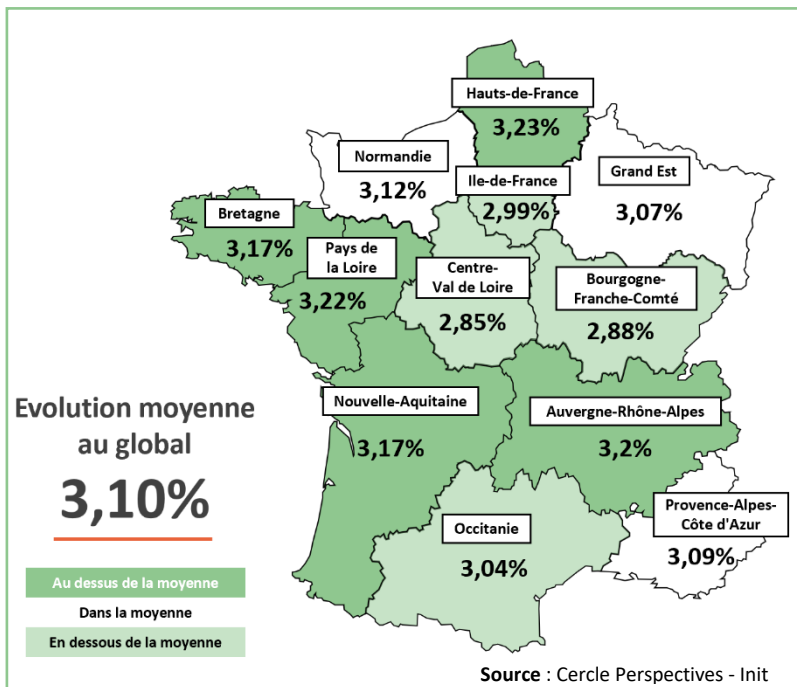 Hauts-de-France
3,23%
Normandie
3,12%
Ile-de-France
2,99%
Grand Est
3,07%
Bretagne
3,17%
Pays de
la Loire
3,22%
Centre-
Val de Loire
2,85%
Bourgogne-
Franche-Comté
2,88%
Nouvelle-Aquitaine
3,17%
Auvergne-Rhône-Alpes
3,2%
Evolution moyenne
au global
3,10%
Occitanie
3,04%
Provence-Alpes-
Côte d'Azur
3,09%
Au dessus de la moyenne
Dans la moyenne
En dessous de la moyenne
Source : Cercle Perspectives - Init